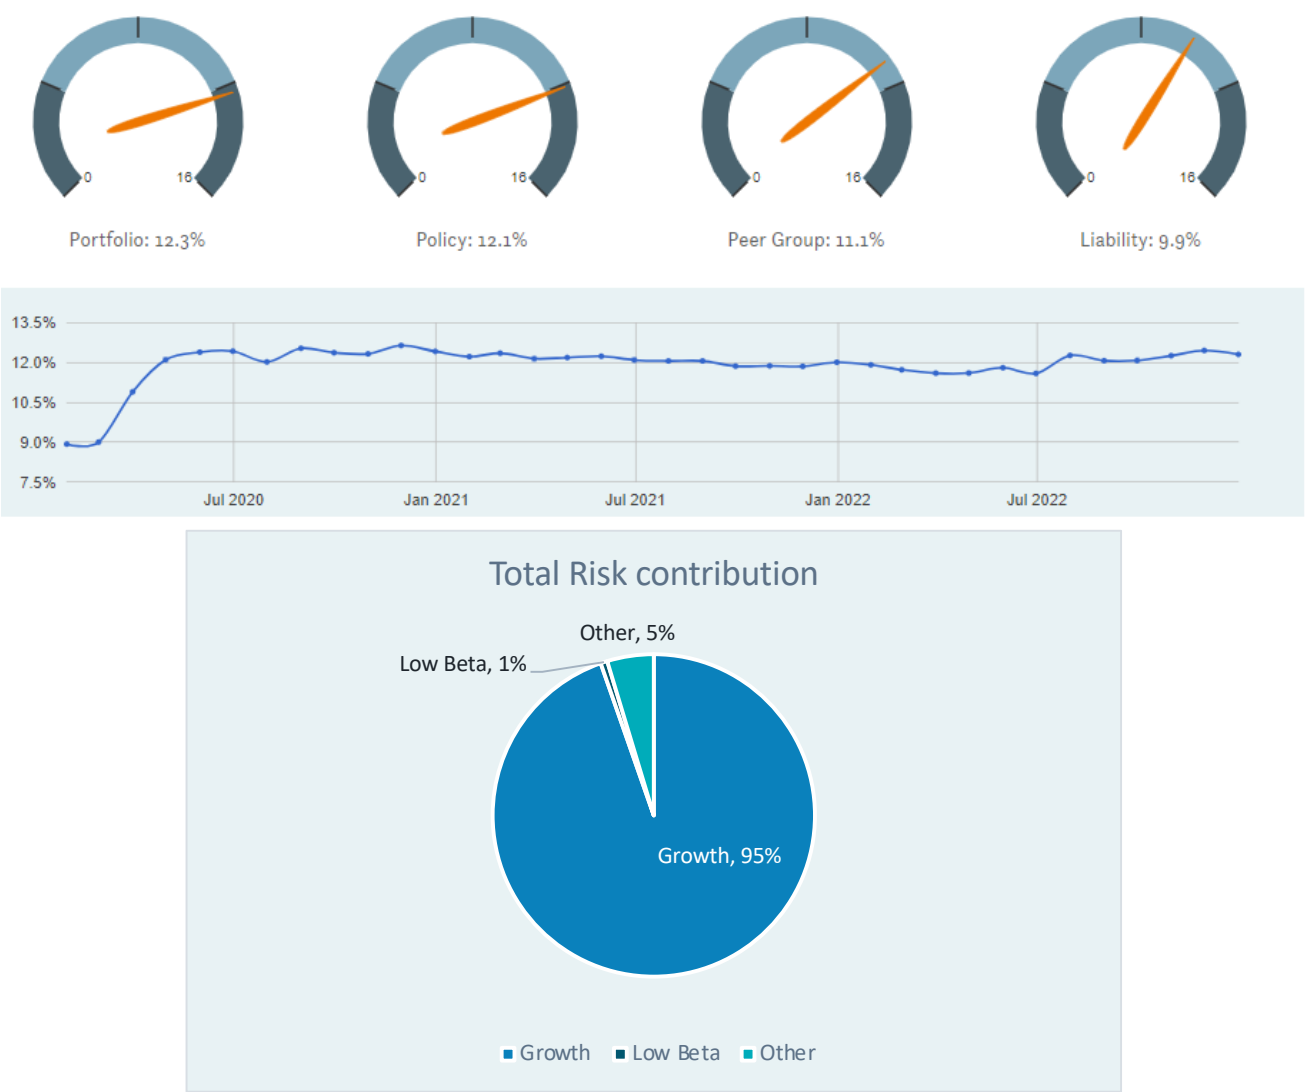 0 16 0 16 0 16 0 16
Portfolio: 12.3% Policy: 12.1% Peer Group: 11.1% Liability: 9.9%
13.5%
12.0%
10.5%
9.0%
7.5%
Jul 2020 Jan 2021 Jul 2021 Jan 2022 Jul 2022
Total Risk contribution
Other, 5%
Low Beta, 1%
Growth, 95%
Growth Low Beta Other